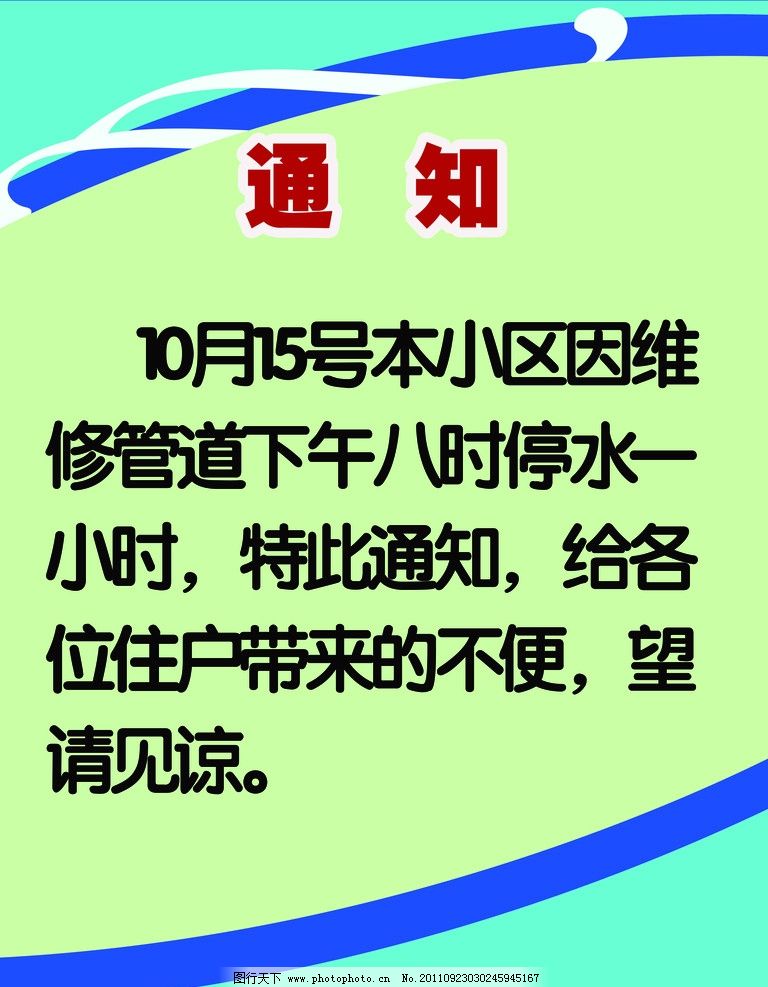 通 知
10月15号本小区因维
修管道下午八时停水一
小时，特此通知，给各
位住户带来的不便，望
请见谅。
图行天下 www.photophoto.cn No.20110923030245945167